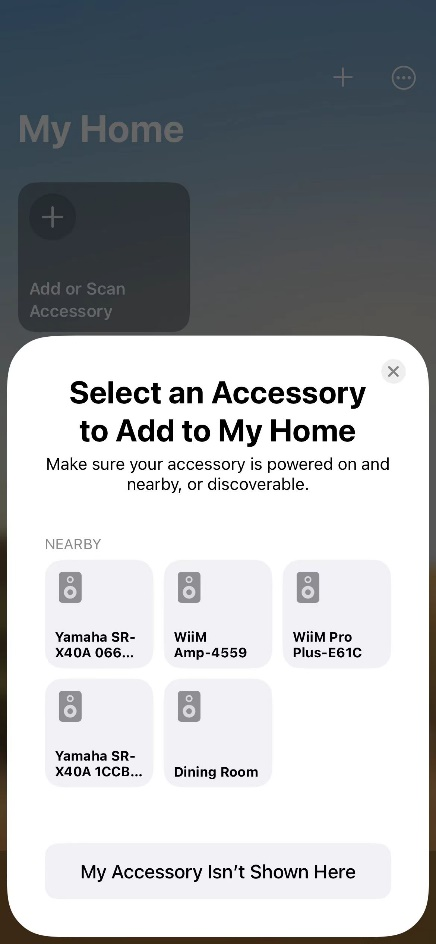 My Home
Add or Scan
Accessory
Select an Accessory
to Add to My Home
Make sure your accessory is powered on and
nearby, or discoverable.
NEARBY
Yamaha SR-
X40A 066...
WiiM
Amp-4559
WiiM Pro
Plus-E61C
Yamaha SR-
X40A 1CCB...
Dining Room
My Accessory Isn’t Shown Here